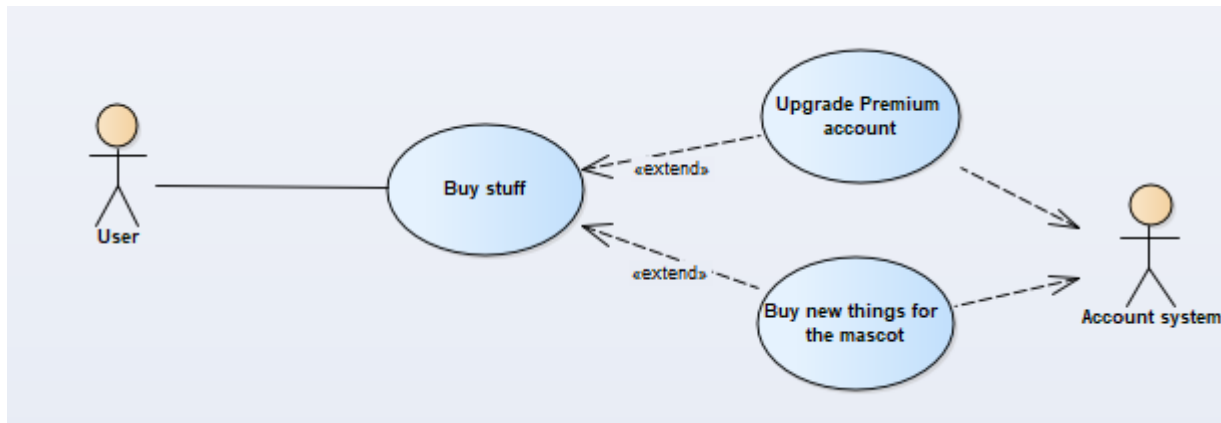 Upgrade Premium
account
«extend»
Buy stuff
User
«extend»
Buy new things for
the mascot
Account system